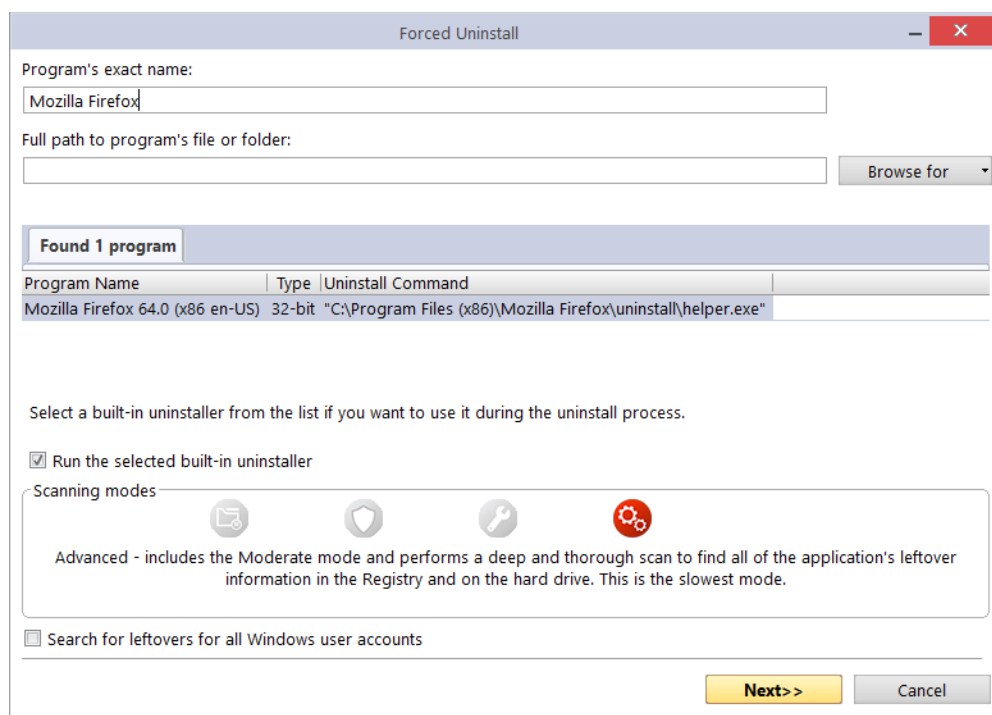 Forced Uninstall
Program's exact name:
Mozilla Firefox
Full path to program's file or folder:
Browse for
Found 1 program
Program Name Type Uninstall Command
Mozilla Firefox 64.0 (x86 en-US) 32-bit "C:\Program Files (x86)\Mozilla Firefox\uninstall\helper.exe"
Select a built-in uninstaller from the list if you want to use it during the uninstall process.
Run the selected built-in uninstaller
Scanning modes
Advanced - includes the Moderate mode and performs a deep and thorough scan to find all of the application's leftover
information in the Registry and on the hard drive. This is the slowest mode.
Search for leftovers for all Windows user accounts
Next>> Cancel